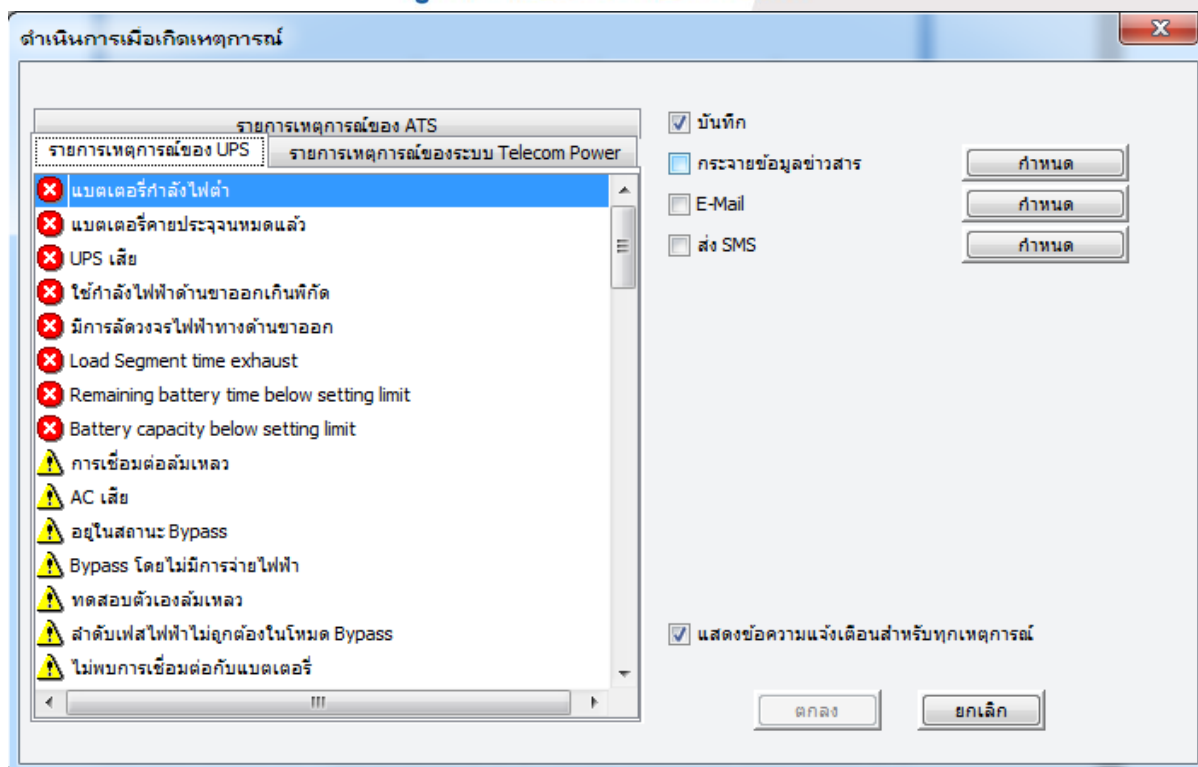 ดำเนินการเมื่อเกิดเหตุการณ์
รายการเหตุการณ์ของ ATS
รายการเหตุการณ์ของ UPS
รายการเหตุการณ์ของระบบ Telecom Power
แบตเตอรี่กำลังไฟต่ำ
แบตเตอรี่คายประจุจนหมดแล้ว
UPS เสีย
ใช้กำลังไฟฟ้าด้านขาออกเกินพิกัด
มีการลัดวงจรไฟฟ้าทางด้านขาออก
Load Segment time exhaust
Remaining battery time below setting limit
Battery capacity below setting limit
การเชื่อมต่อล้มเหลว
AC เสีย
อยู่ในสถานะ Bypass
Bypass โดยไม่มีการจ่ายไฟฟ้า
ทดสอบตัวเองล้มเหลว
ลำดับเฟสไฟฟ้าไม่ถูกต้องในโหมด Bypass
ไม่พบการเชื่อมต่อกับแบตเตอรี่
บันทึก
กระจายข้อมูลข่าวสาร กำหนด
E-Mail กำหนด
ส่ง SMS กำหนด
แสดงข้อความแจ้งเตือนสำหรับทุกเหตุการณ์
ตกลง ยกเลิก